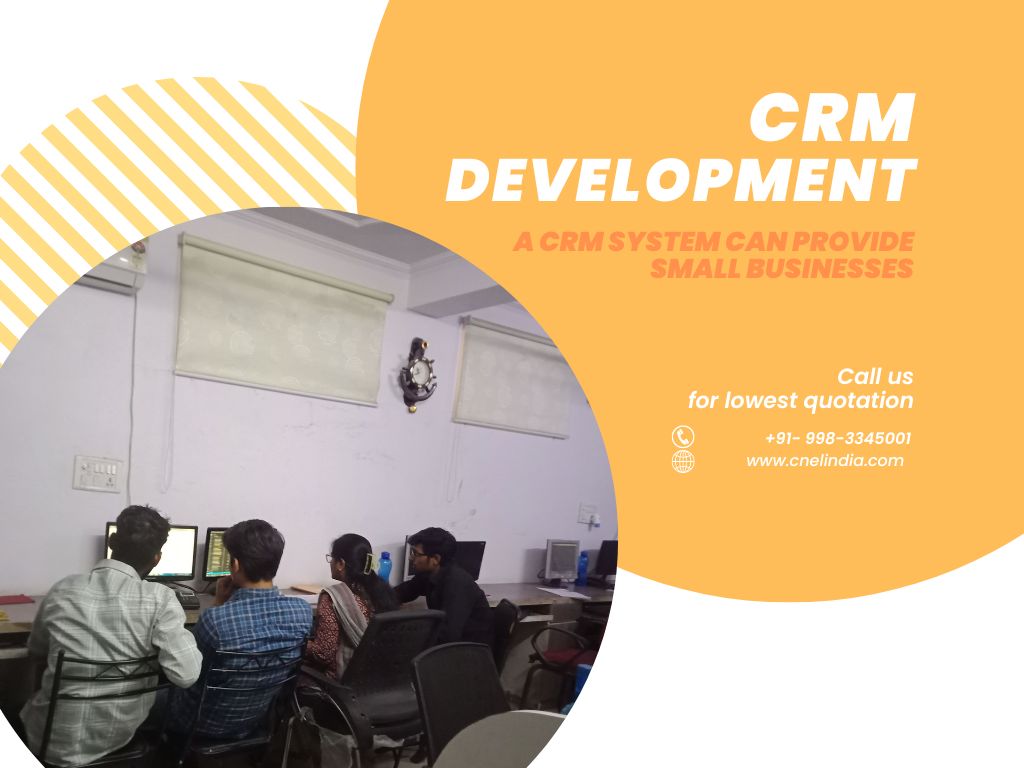 CRM
DEVELOPMENT
A CRM SYSTEM CAN PROVIDE
SMALL BUSINESSES
Call us
for lowest quotation
+91- 998-3345001
www.cnelindia.com